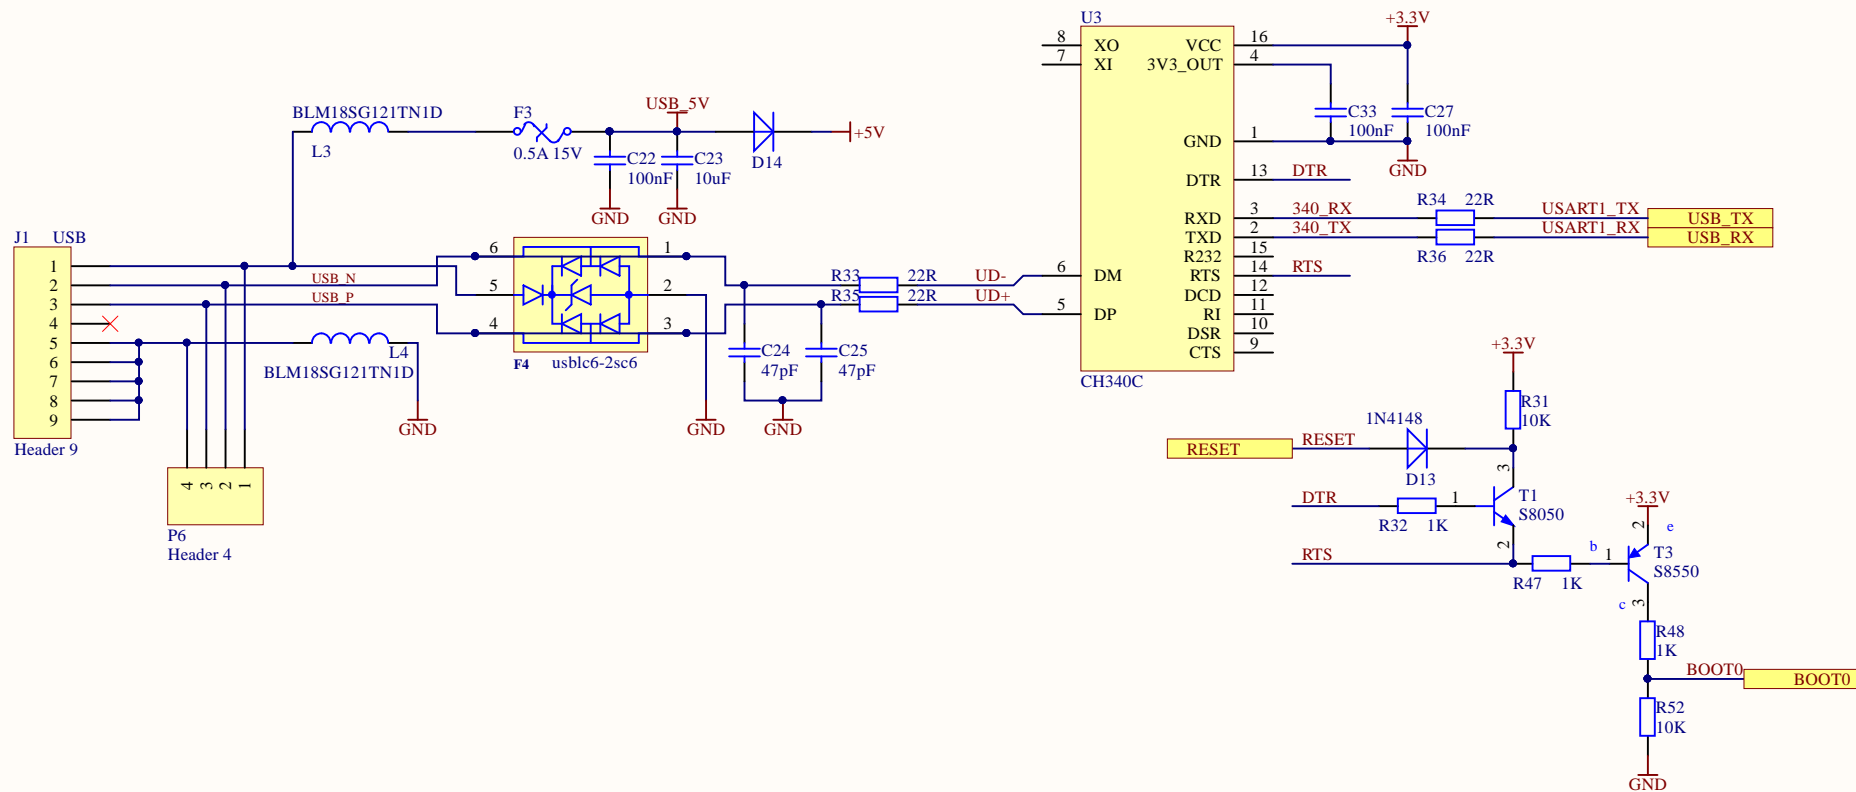 U3
+3.3V
8 XO VCC 16
7 XI 3V3_OUT 4
USB_5V
BLM18SG121TN1D F3
L3 0.5A 15V
C22 C23 D14 +5V
100nF 10uF
C33 C27
100nF 100nF
GND 1
GND GND GND
DTR 13 DTR
R34 22R USART1_TX USB_TX
RXD 3 340_RX
TXD 2 340_TX USART1_RX USB_RX
R36 22R
R232 15
RTS 14 RTS
DCD 12
RI 11
DSR 10
CTS 9
J1 USB
1
2 USB_N
3 USB_P
4
5
6
7
8
9
Header 9
6 1
5 2
4 3
F4 usblc6-2sc6
R33 22R UD- 6 DM
R35 22R UD+ 5 DP
CH340C
L4
BLM18SG121TN1D
C24 C25
47pF 47pF
GND GND GND
4 3 2 1
P6
Header 4
+3.3V
R31
10K
1N4148
RESET RESET
D13
3
DTR 1 T1
R32 1K S8050
2
RTS
R47 1K
+3.3V
2 e
b 1 T3
S8550
c 3
R48
1K
BOOT0 BOOT0
R52
10K
GND